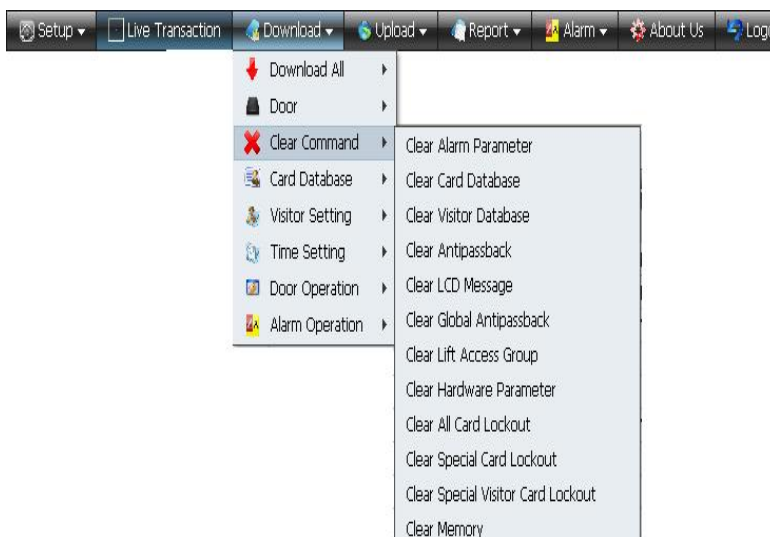 Setup Live Transaction Download Upload Report Alarm About Us
Download All
Door
Clear Command
Card Database
Visitor Setting
Time Setting
Door Operation
Alarm Operation
Clear Alarm Parameter
Clear Card Database
Clear Visitor Database
Clear Antipassback
Clear LCD Message
Clear Global Antipassback
Clear Lift Access Group
Clear Hardware Parameter
Clear All Card Lockout
Clear Special Card Lockout
Clear Special Visitor Card Lockout
Clear Memory